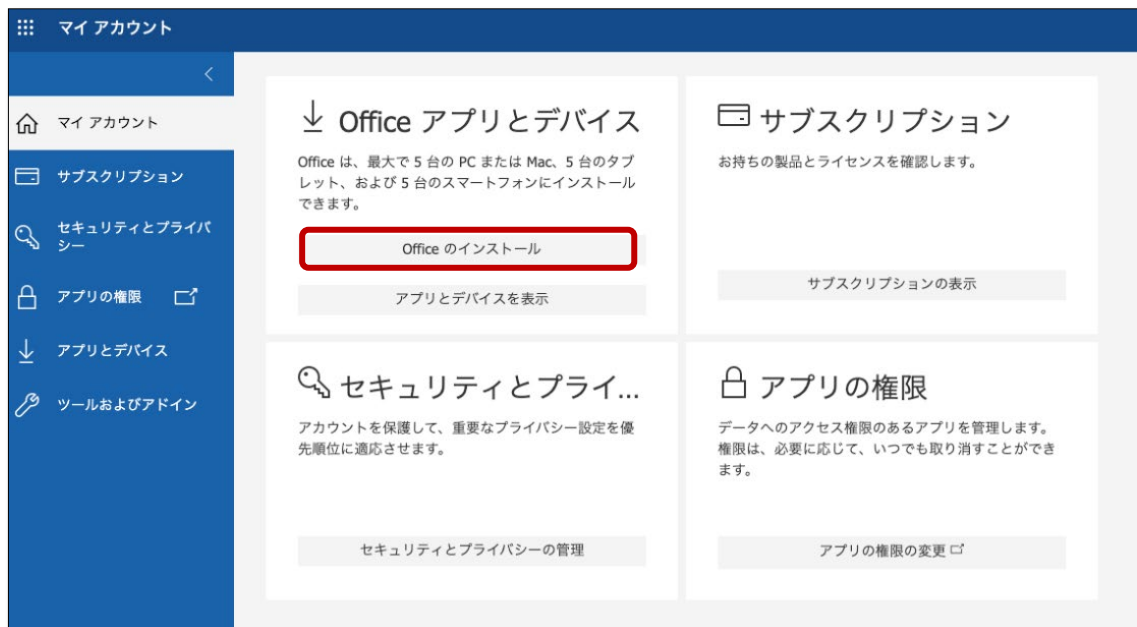 マイ アカウント
マイ アカウント
サブスクリプション
セキュリティとプライバ
シー
アプリの権限
アプリとデバイス
ツールおよびアドイン
Office アプリとデバイス
Office は、最大で 5 台の PC または Mac、5 台のタブ
レット、および 5 台のスマートフォンにインストール
できます。
Office のインストール
アプリとデバイスを表示
サブスクリプション
お持ちの製品とライセンスを確認します。
サブスクリプションの表示
セキュリティとプライ...
アカウントを保護して、重要なプライバシー設定を優
先順位に適応させます。
セキュリティとプライバシーの管理
アプリの権限
データへのアクセス権限のあるアプリを管理します。
権限は、必要に応じて、いつでも取り消すことができ
ます。
アプリの権限の変更